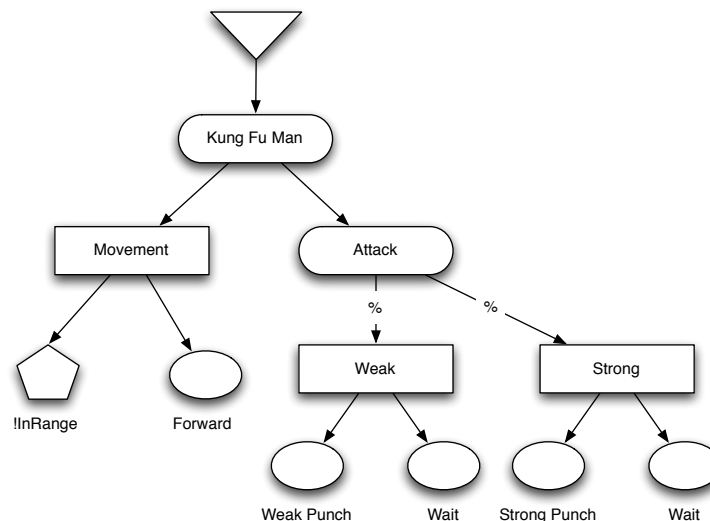 Kung Fu Man
Movement
Attack
%
%
Weak
Strong
!InRange
Forward
Weak Punch
Wait
Strong Punch
Wait